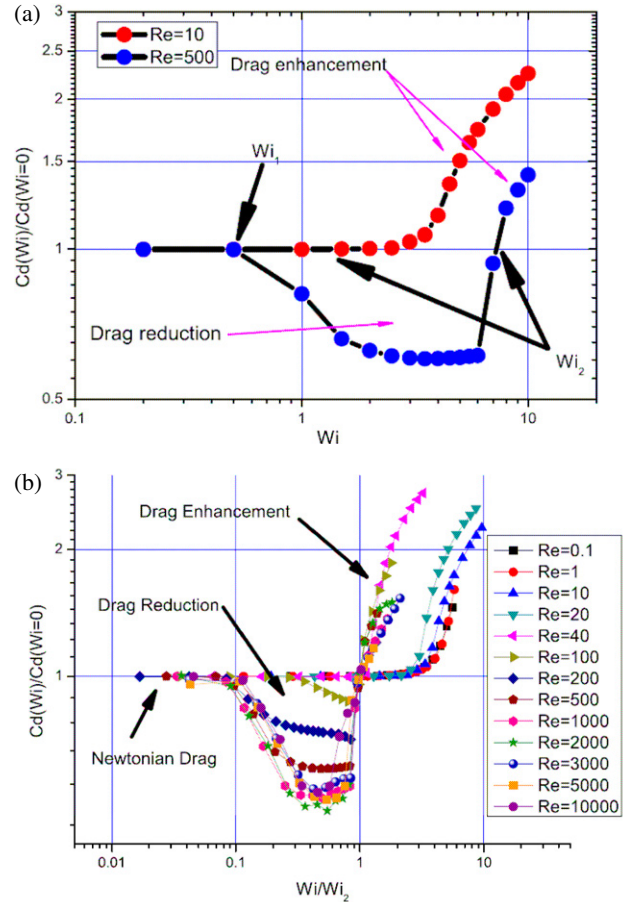 (a)
3
2.5
2
1.5
1
0.5
Cd(Wi)/Cd(Wi=0)
Re=10
Re=500
Drag enhancement
Wi1
Drag reduction
Wi2
0.1
1
10
Wi
(b)
3
2
1
Cd(Wi)/Cd(Wi=0)
Drag Enhancement
Drag Reduction
Newtonian Drag
Re=0.1
Re=1
Re=10
Re=20
Re=40
Re=100
Re=200
Re=500
Re=1000
Re=2000
Re=3000
Re=5000
Re=10000
0.01
0.1
1
10
Wi/Wi2